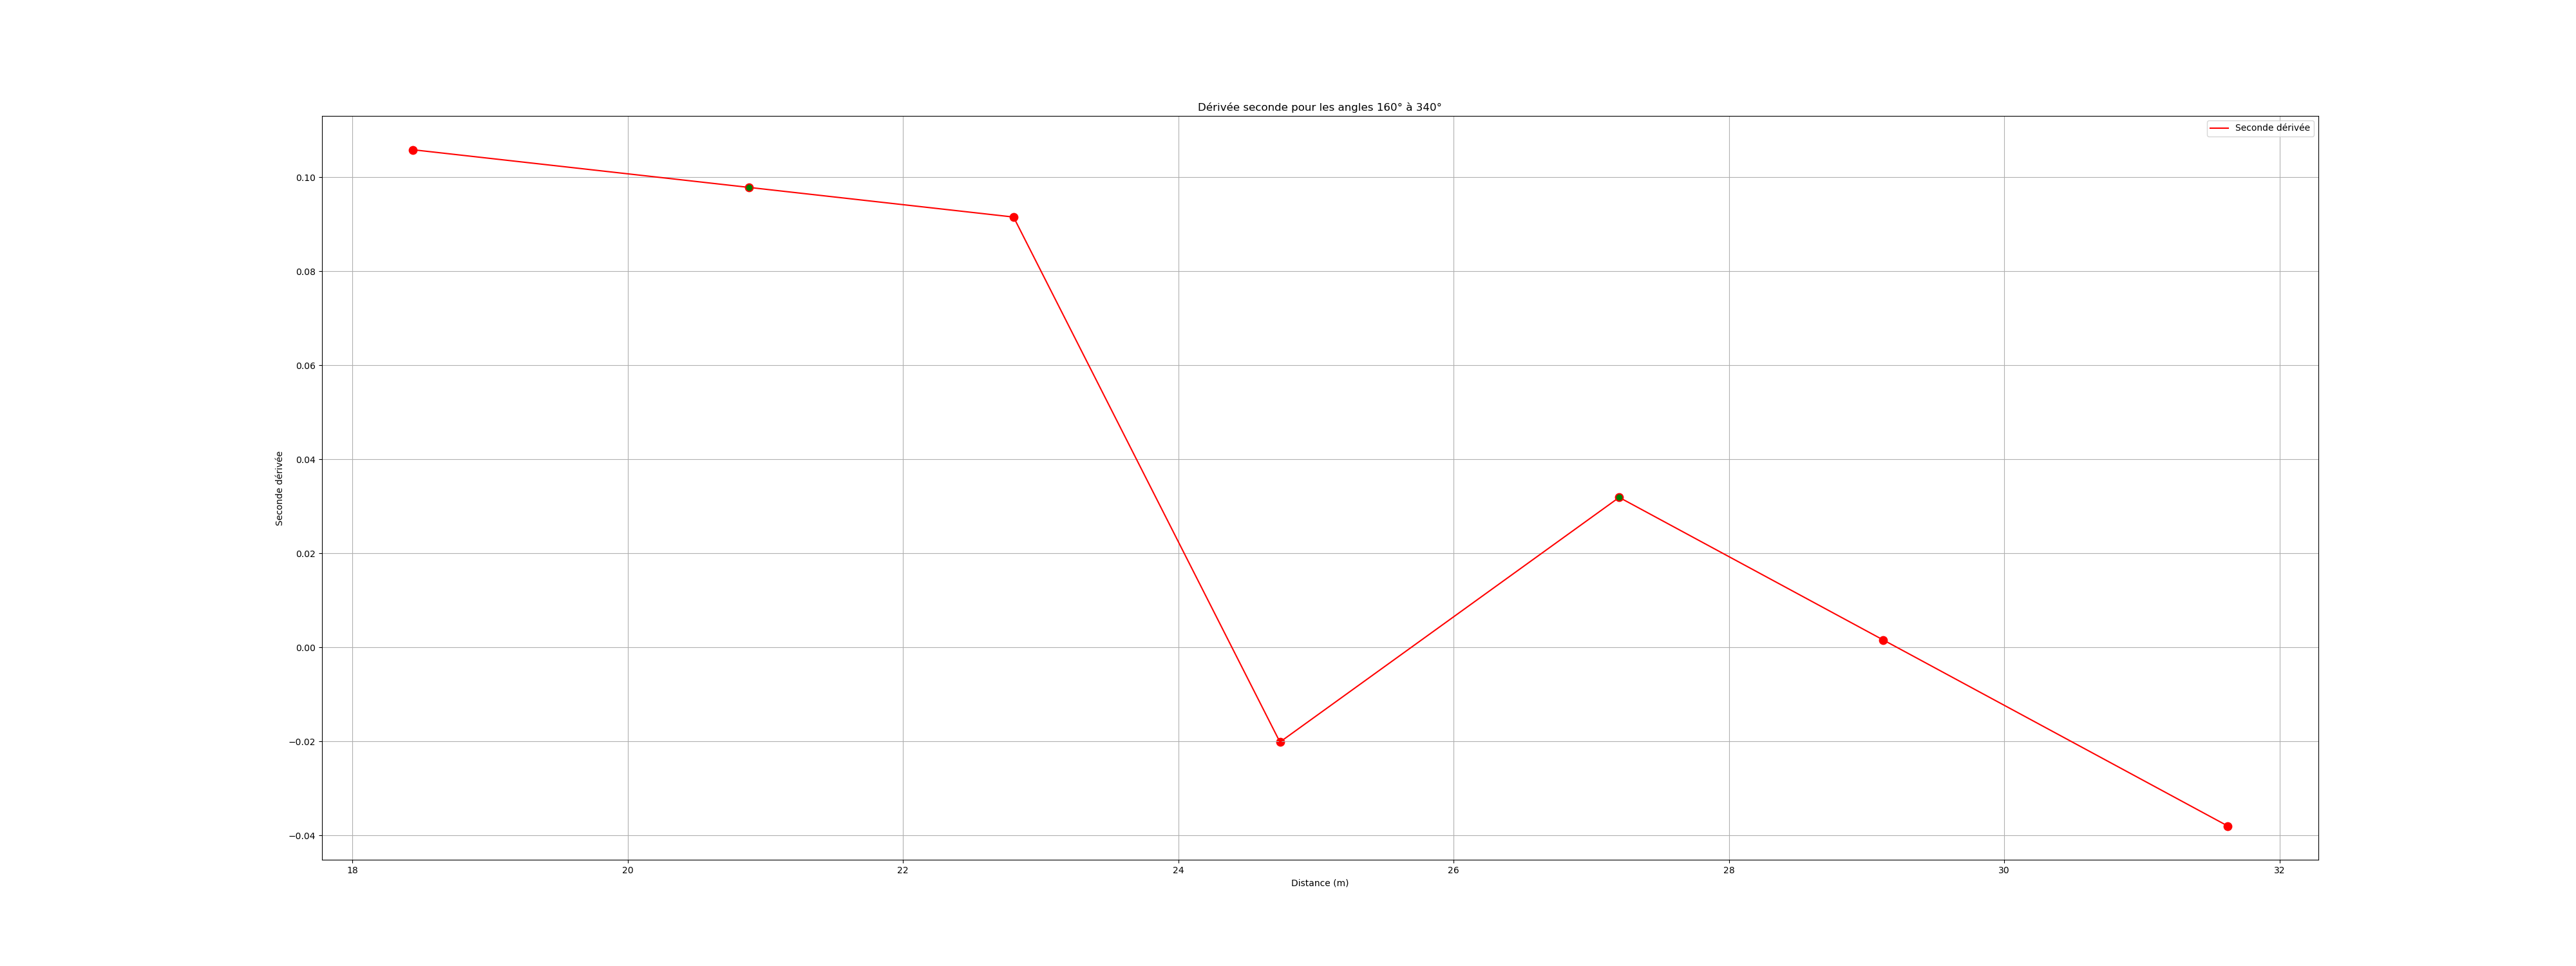 Dérivée seconde pour les angles 160° à 340°
Seconde dérivée
0.10
0.08
0.06
0.04
0.02
0.00
−0.02
−0.04
Seconde dérivée
18 20 22 24 26 28 30 32
Distance (m)